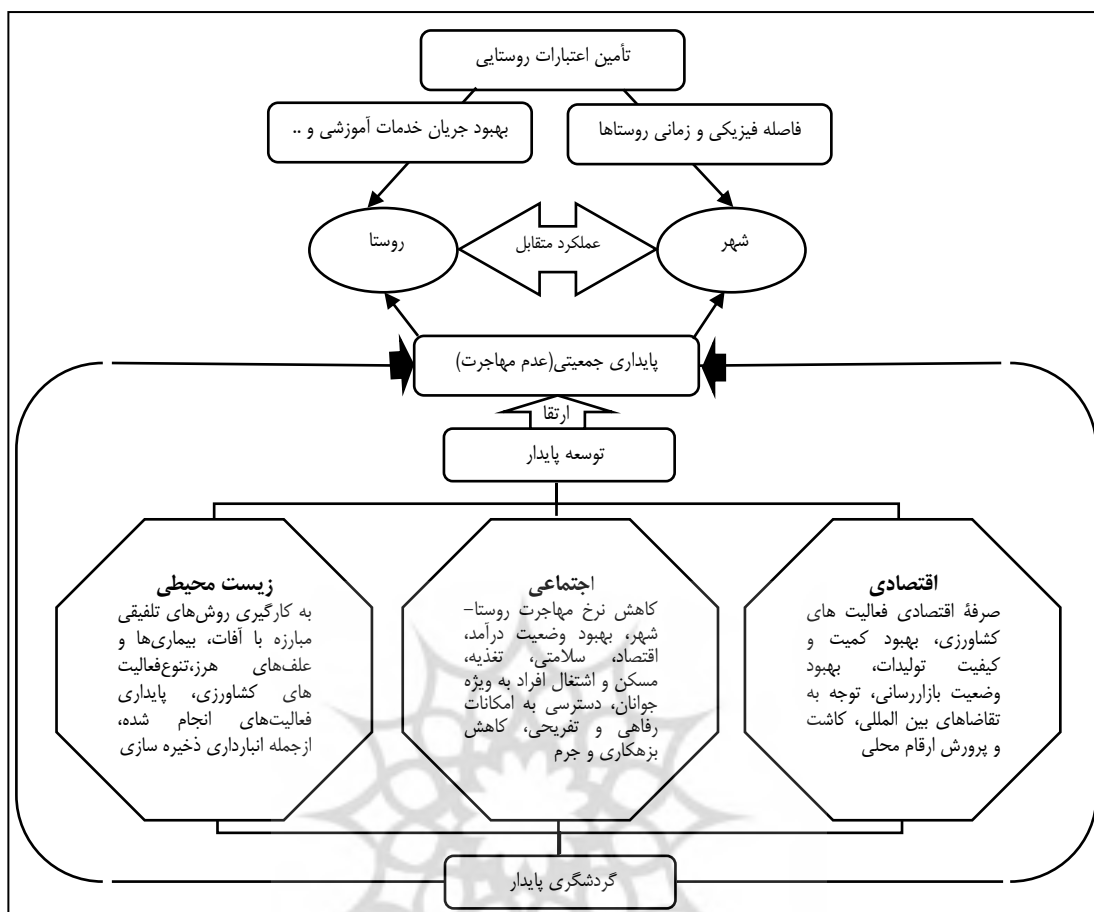 تأمین اعتبارات روستایی
فاصله فیزیکی و زمانی روستاها
بهبود جریان خدمات آموزشی و ..
شهر
عملکرد متقابل
روستا
پایداری جمعیتی(عدم مهاجرت)
ارتقا
توسعه پایدار
اقتصادی
صرفهٔ اقتصادی فعالیت های
کشاورزی، بهبود کمیت و
کیفیت تولیدات، بهبود
وضعیت بازاررسانی، توجه به
تقاضاهای بین المللی، کاشت
و پرورش ارقام محلی
اجتماعی
کاهش نرخ مهاجرت روستا–
شهر، بهبود وضعیت درآمد،
اقتصاد، سلامتی، تغذیه،
مسکن و اشتغال افراد به ویژه
جوانان، دسترسی به امکانات
رفاهی و تفریحی، کاهش
بزهکاری و جرم
زیست محیطی
به کارگیری روش‌های تلفیقی
مبارزه با آفات، بیماری‌ها و
علف‌های هرز،تنوع‌فعالیت
های کشاورزی، پایداری
فعالیت‌های انجام شده،
ازجمله انبارداری ذخیره سازی
گردشگری پایدار